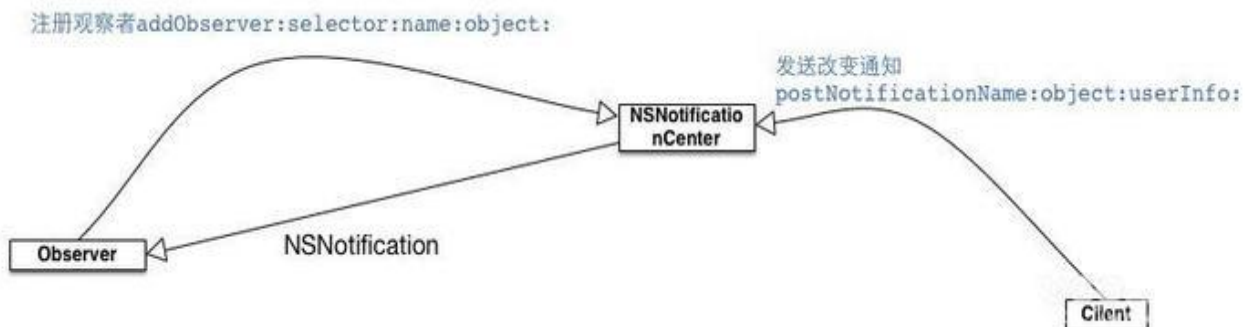 注册观察者addObserver:selector:name:object:
发送改变通知
postNotificationName:object:userInfo:
NSNotificatio
nCenter
Observer
NSNotification
Cilent